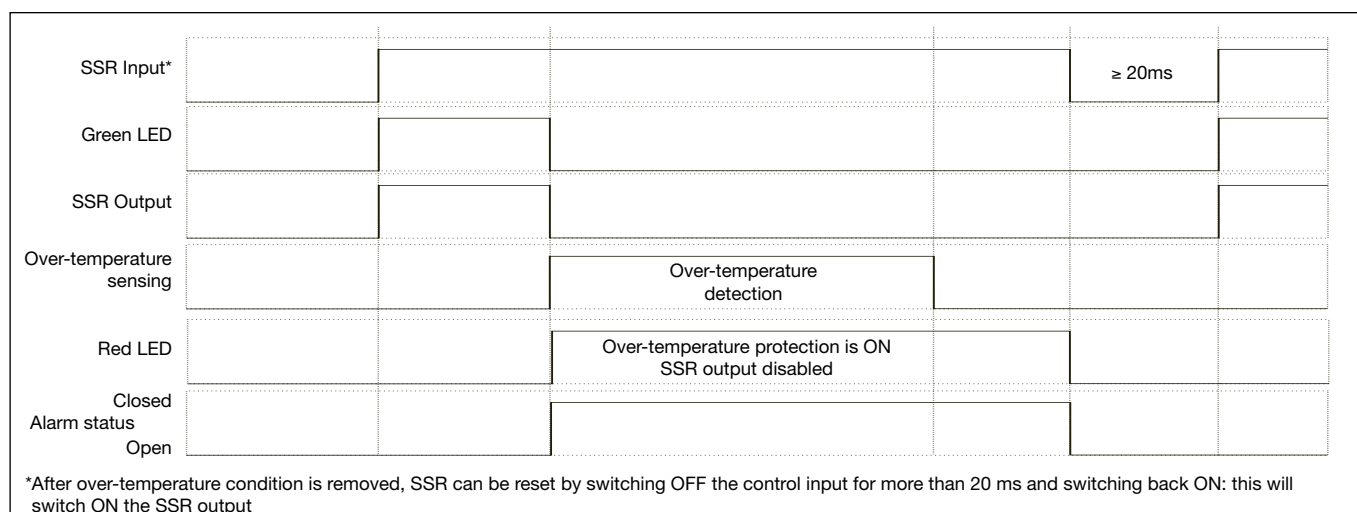 SSR Input*
≥ 20ms
Green LED
SSR Output
Over-temperature
sensing
Over-temperature
detection
Red LED
Over-temperature protection is ON
SSR output disabled
Closed
Alarm status
Open
*After over-temperature condition is removed, SSR can be reset by switching OFF the control input for more than 20 ms and switching back ON: this will
switch ON the SSR output